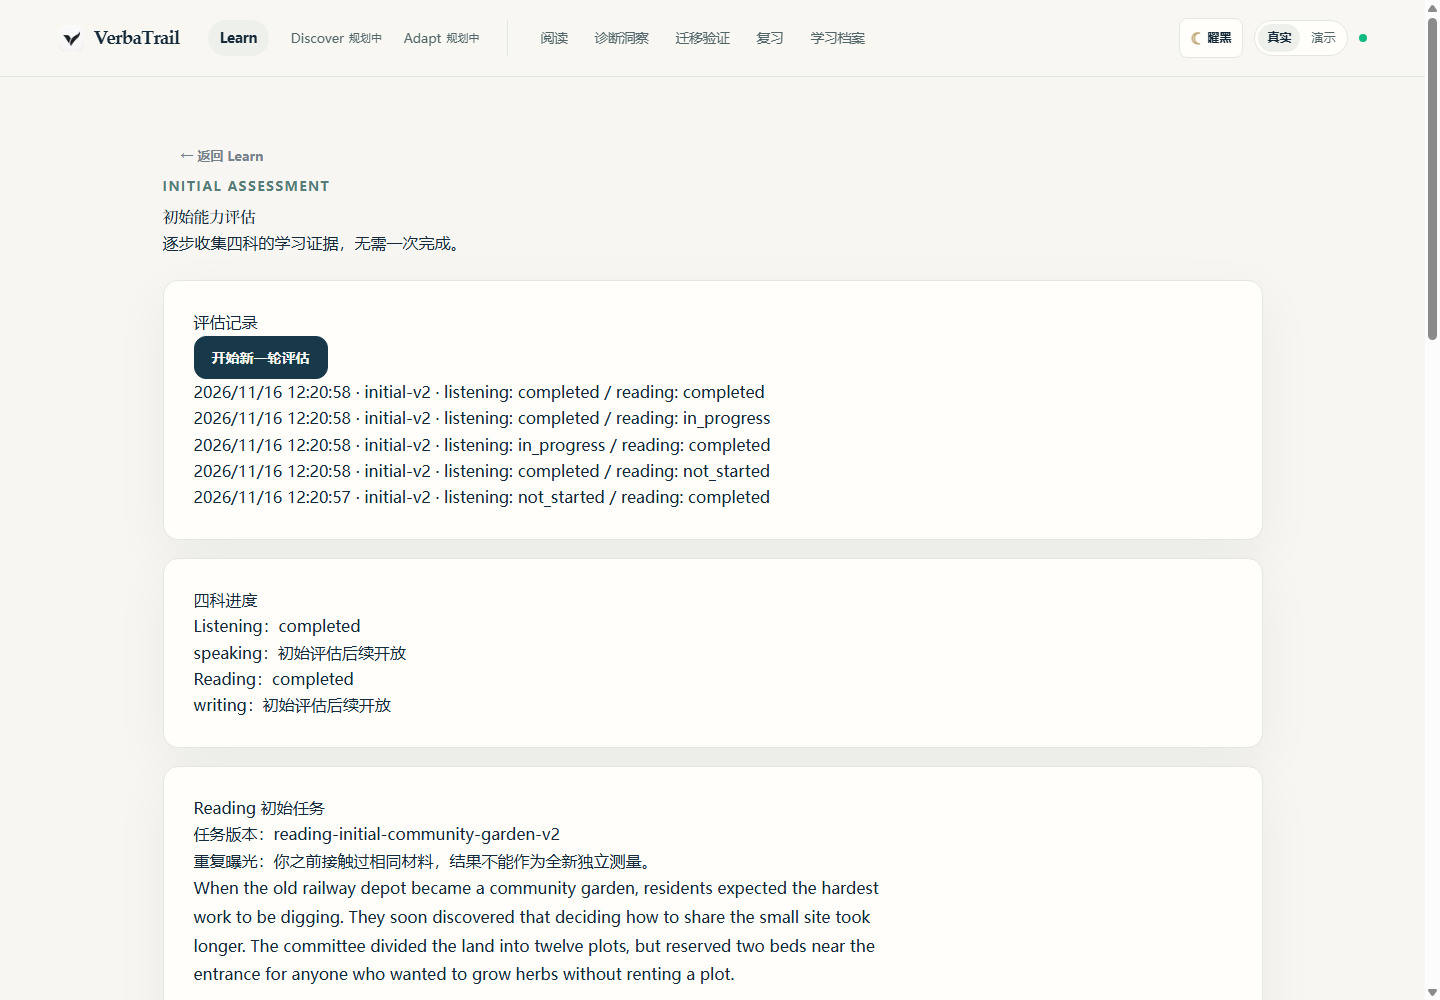 VerbaTrail Learn Discover 规划中 Adapt 规划中 阅读 诊断洞察 迁移验证 复习 学习档案 曜黑 真实 演示
← 返回 Learn
INITIAL ASSESSMENT
初始能力评估
逐步收集四科的学习证据，无需一次完成。
评估记录
开始新一轮评估
2026/11/16 12:20:58 · initial-v2 · listening: completed / reading: completed
2026/11/16 12:20:58 · initial-v2 · listening: completed / reading: in_progress
2026/11/16 12:20:58 · initial-v2 · listening: in_progress / reading: completed
2026/11/16 12:20:58 · initial-v2 · listening: completed / reading: not_started
2026/11/16 12:20:57 · initial-v2 · listening: not_started / reading: completed
四科进度
Listening：completed
speaking：初始评估后续开放
Reading：completed
writing：初始评估后续开放
Reading 初始任务
任务版本：reading-initial-community-garden-v2
重复曝光：你之前接触过相同材料，结果不能作为全新独立测量。
When the old railway depot became a community garden, residents expected the hardest
work to be digging. They soon discovered that deciding how to share the small site took
longer. The committee divided the land into twelve plots, but reserved two beds near the
entrance for anyone who wanted to grow herbs without renting a plot.